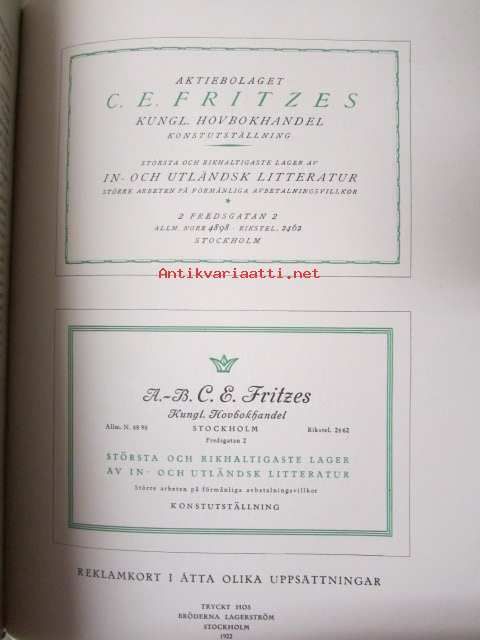 AKTIEBOLAGET
C. E. FRITZES
KUNGL. HOVBOKHANDEL
KONSTUTSTÄLLNING
STÖRSTA OCH RIKHALTIGASTE LAGER AV
IN- OCH UTLÄNDSK LITTERATUR
STÖRRE ARBETEN PÅ FÖRMÅNLIGA AVBETALNINGSVILLKOR
2 FREDSGATAN 2
ALLM. NORR 4898 · RIKSTEL. 2462
STOCKHOLM
Antikvariaatti.net
A.-B. C. E. Fritzes
Kungl. Hovbokhandel
Allm. N. 48 98 STOCKHOLM Rikstel. 26 62
Fredsgatan 2
STÖRSTA OCH RIKHALTIGASTE LAGER
AV IN- OCH UTLÄNDSK LITTERATUR
Större arbeten på förmånliga avbetalningsvillkor
KONSTUTSTÄLLNING
REKLAMKORT I ÅTTA OLIKA UPPSÄTTNINGAR
TRYCKT HOS
BRÖDERNA LAGERSTRÖM
STOCKHOLM
1922